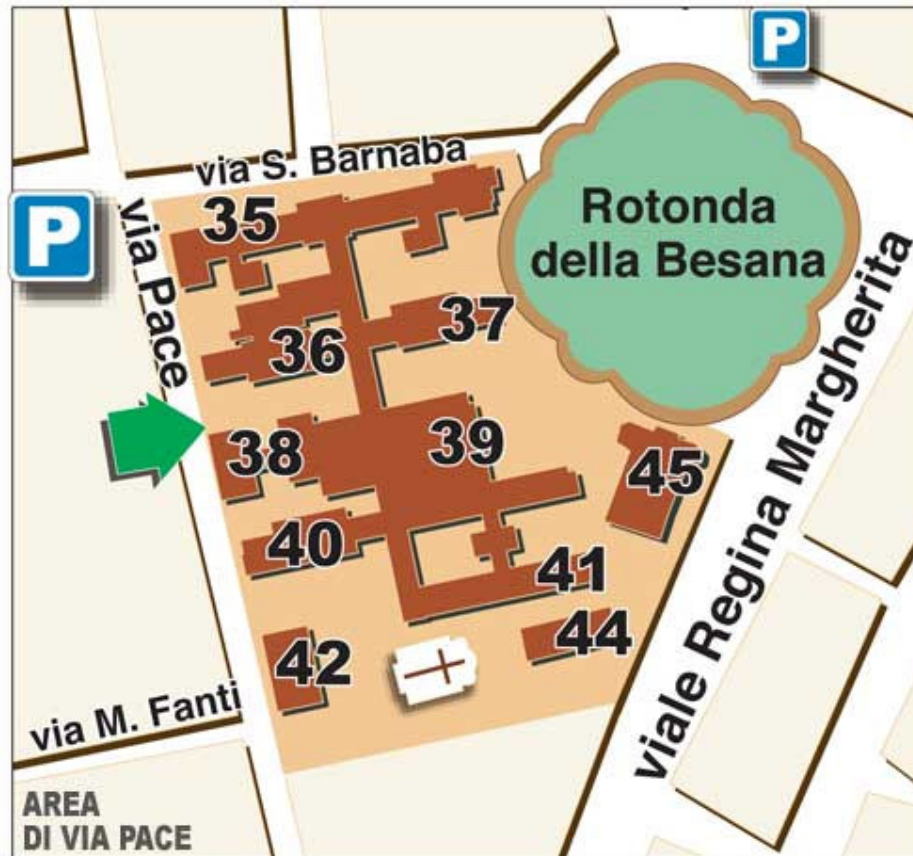 P
via S. Barnaba
P
via Pace
Rotonda
della Besana
35
37
36
38
39
45
40
41
44
42
viale Regina Margherita
via M. Fanti
AREA
DI VIA PACE